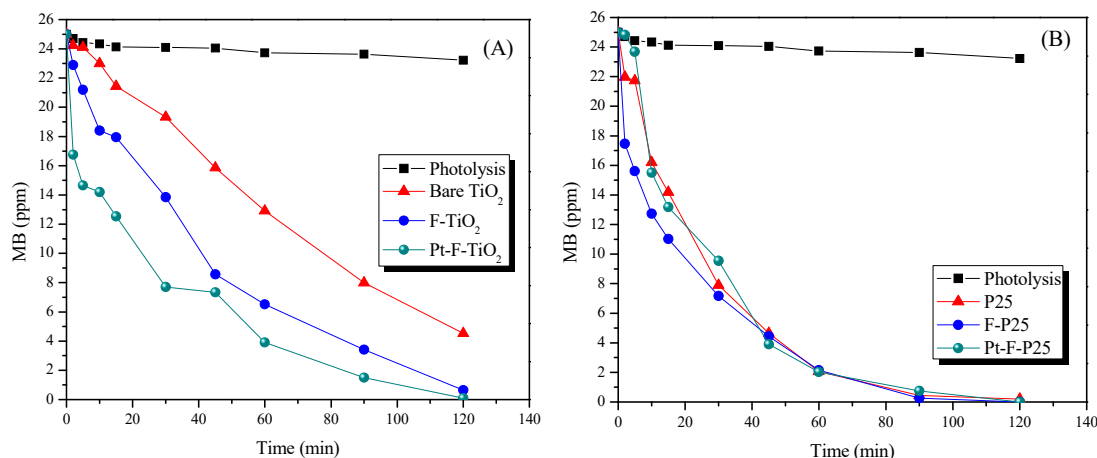 (A)
MB (ppm)
26
24
22
20
18
16
14
12
10
8
6
4
2
0
Photolysis
Bare TiO₂
F-TiO₂
Pt-F-TiO₂
0 20 40 60 80 100 120 140
Time (min)
(B)
MB (ppm)
26
24
22
20
18
16
14
12
10
8
6
4
2
0
Photolysis
P25
F-P25
Pt-F-P25
0 20 40 60 80 100 120 140
Time (min)